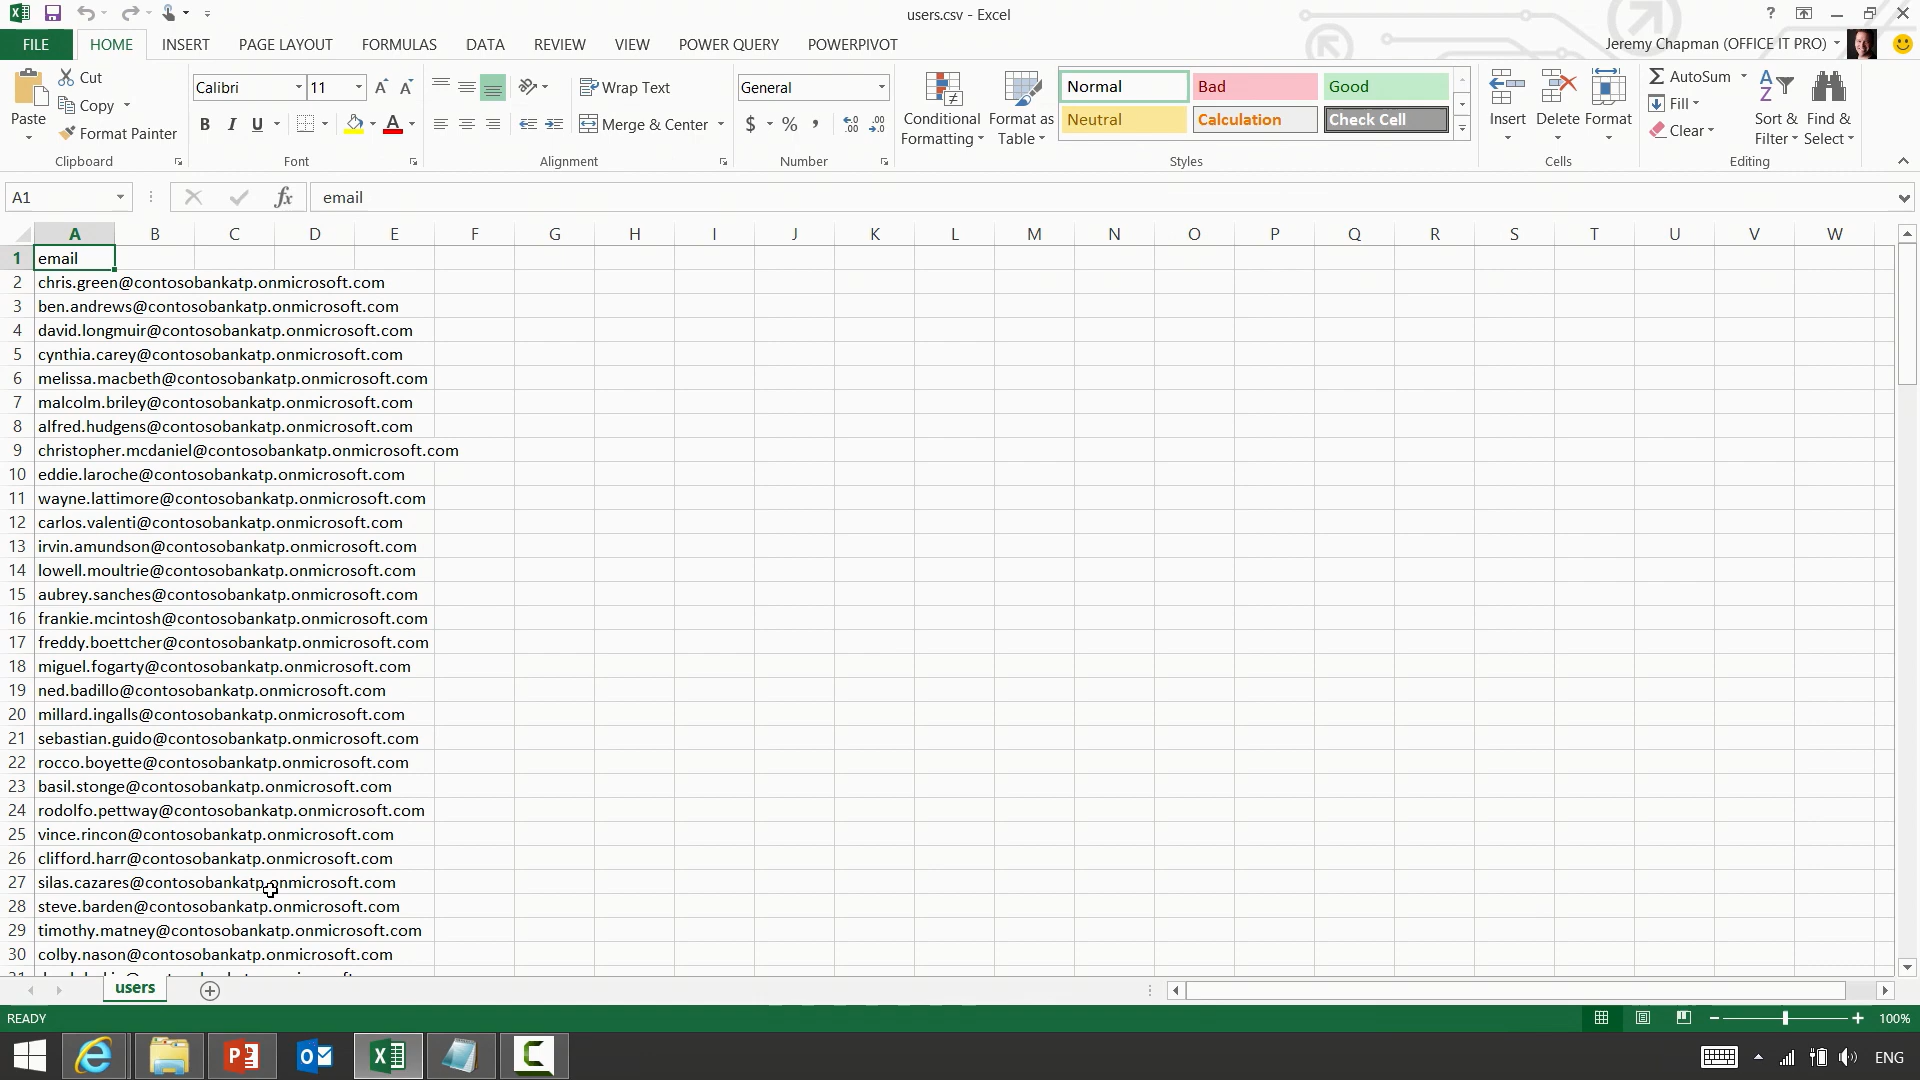 users.csv - Excel
?
FILE HOME INSERT PAGE LAYOUT FORMULAS DATA REVIEW VIEW POWER QUERY POWERPIVOT Jeremy Chapman (OFFICE IT PRO)
Paste
Cut
Copy
Format Painter
Clipboard
Calibri 11
B I U
Font
Wrap Text
Merge & Center
Alignment
General
$ % ,
Number
Conditional Formatting
Format as Table
Normal Bad Good
Neutral Calculation Check Cell
Styles
Insert Delete Format
Cells
AutoSum
Fill
Clear
Sort & Filter
Find & Select
Editing
A1 fx email
A B C D E F G H I J K L M N O P Q R S T U V W
1 email
2 chris.green@contosobankatp.onmicrosoft.com
3 ben.andrews@contosobankatp.onmicrosoft.com
4 david.longmuir@contosobankatp.onmicrosoft.com
5 cynthia.carey@contosobankatp.onmicrosoft.com
6 melissa.macbeth@contosobankatp.onmicrosoft.com
7 malcolm.briley@contosobankatp.onmicrosoft.com
8 alfred.hudgens@contosobankatp.onmicrosoft.com
9 christopher.mcdaniel@contosobankatp.onmicrosoft.com
10 eddie.laroche@contosobankatp.onmicrosoft.com
11 wayne.lattimore@contosobankatp.onmicrosoft.com
12 carlos.valenti@contosobankatp.onmicrosoft.com
13 irvin.amundson@contosobankatp.onmicrosoft.com
14 lowell.moultrie@contosobankatp.onmicrosoft.com
15 aubrey.sanches@contosobankatp.onmicrosoft.com
16 frankie.mcintosh@contosobankatp.onmicrosoft.com
17 freddy.boettcher@contosobankatp.onmicrosoft.com
18 miguel.fogarty@contosobankatp.onmicrosoft.com
19 ned.badillo@contosobankatp.onmicrosoft.com
20 millard.ingalls@contosobankatp.onmicrosoft.com
21 sebastian.guido@contosobankatp.onmicrosoft.com
22 rocco.boyette@contosobankatp.onmicrosoft.com
23 basil.stonge@contosobankatp.onmicrosoft.com
24 rodolfo.pettway@contosobankatp.onmicrosoft.com
25 vince.rincon@contosobankatp.onmicrosoft.com
26 clifford.harr@contosobankatp.onmicrosoft.com
27 silas.cazares@contosobankatp.onmicrosoft.com
28 steve.barden@contosobankatp.onmicrosoft.com
29 timothy.matney@contosobankatp.onmicrosoft.com
30 colby.nason@contosobankatp.onmicrosoft.com
users
READY 100%
ENG